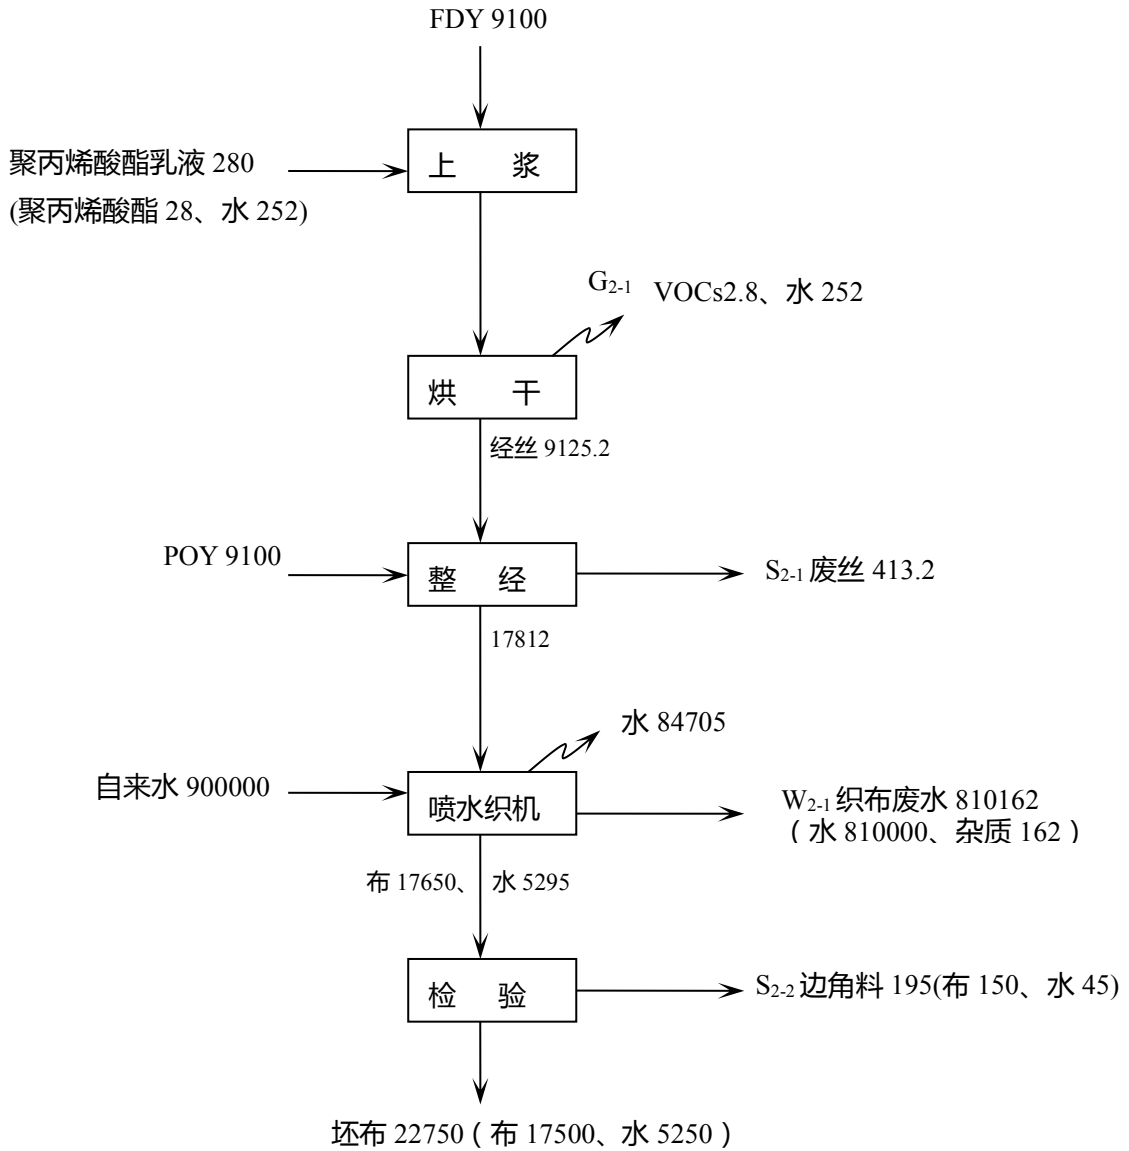 FDY 9100
聚丙烯酸酯乳液 280
(聚丙烯酸酯 28、水 252)
上 浆
G2-1 VOCs2.8、水 252
烘 干
经丝 9125.2
POY 9100
整 经
S2-1 废丝 413.2
17812
水 84705
自来水 900000
喷水织机
W2-1 织布废水 810162
（水 810000、杂质 162）
布 17650、水 5295
检 验
S2-2 边角料 195(布 150、水 45)
坯布 22750（布 17500、水 5250）